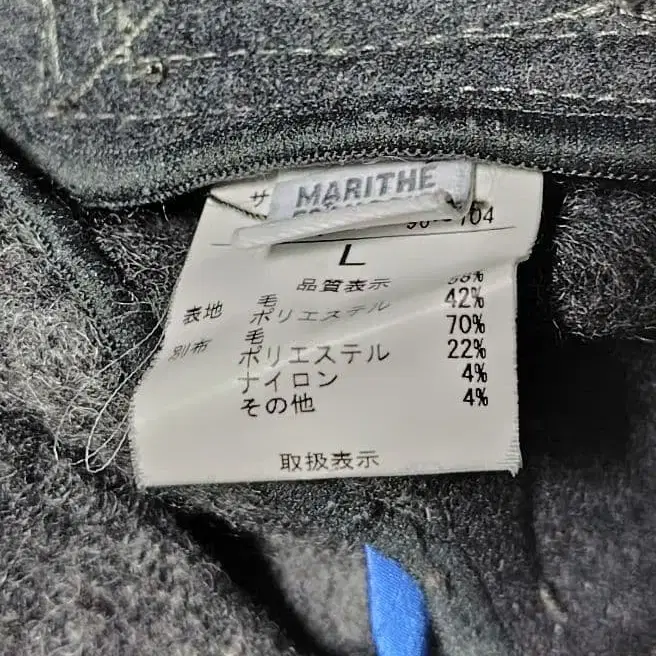 サ
MARITHE
104
L
品質表示
表地 毛
ポリエステル 42%
別布 毛 70%
ポリエステル 22%
ナイロン 4%
その他 4%
取扱表示